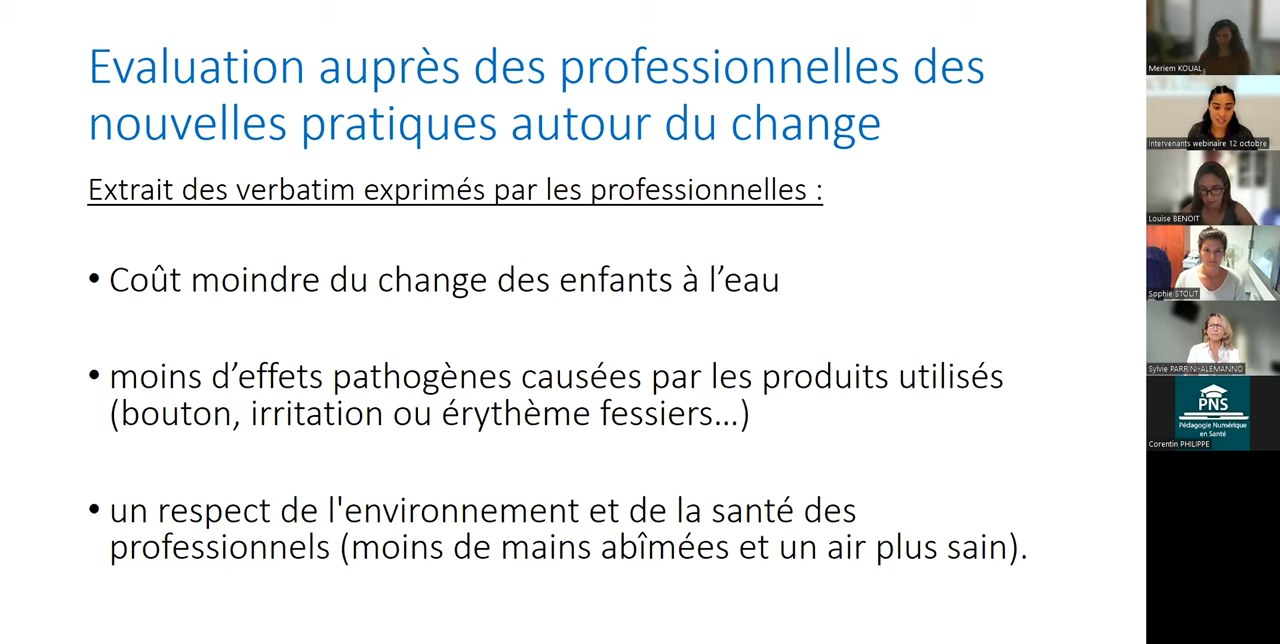 Evaluation auprès des professionnelles des
nouvelles pratiques autour du change
Extrait des verbatim exprimés par les professionnelles :
• Coût moindre du change des enfants à l’eau
• moins d’effets pathogènes causées par les produits utilisés
(bouton, irritation ou érythème fessiers…)
• un respect de l'environnement et de la santé des
professionnels (moins de mains abîmées et un air plus sain).
Meriem KOUAL
Intervenants webinaire 12 octobre
Louise BENOIT
Sophie STOUT
Sylvie PARRINI-ALEMANNO
PNS
Pédagogie Numérique
en Santé
Corentin PHILIPPE